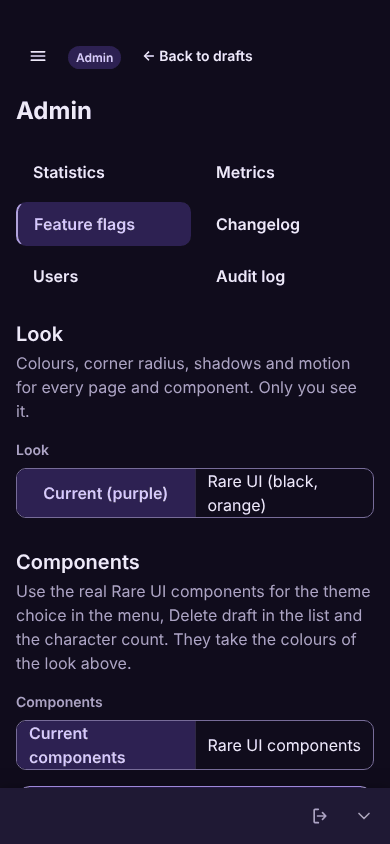 Admin
← Back to drafts
Admin
Statistics
Metrics
Feature flags
Changelog
Users
Audit log
Look
Colours, corner radius, shadows and motion
for every page and component. Only you see
it.
Look
Current (purple)
Rare UI (black,
orange)
Components
Use the real Rare UI components for the theme
choice in the menu, Delete draft in the list and
the character count. They take the colours of
the look above.
Components
Current
components
Rare UI components